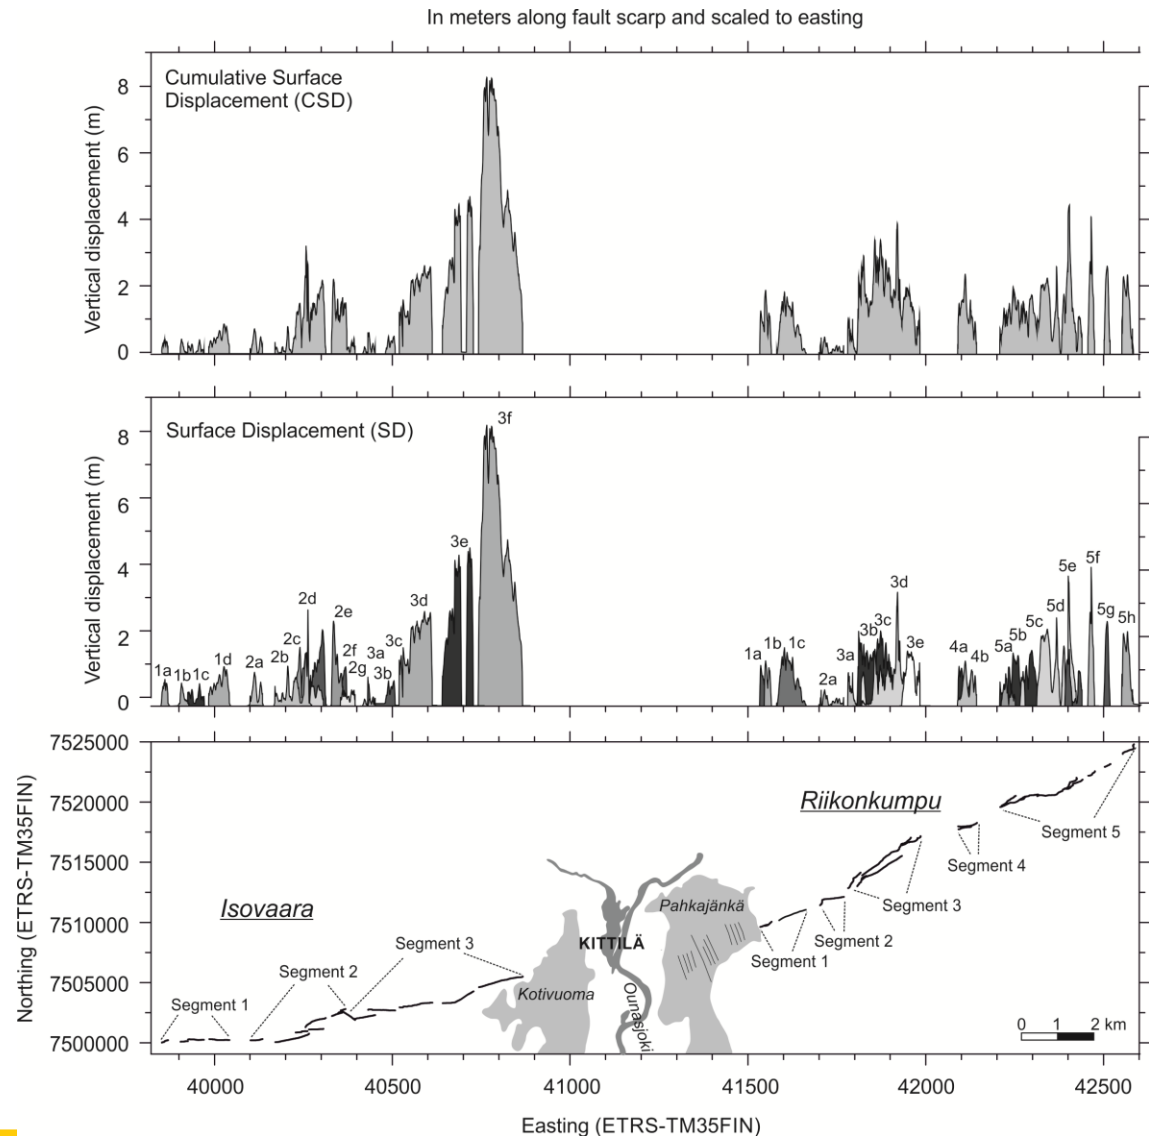 In meters along fault scarp and scaled to easting
Cumulative Surface
Displacement (CSD)
Vertical displacement (m)
8
6
4
2
0
Surface Displacement (SD)
Vertical displacement (m)
8
6
4
2
0
1a
1b
1c
1d
2a
2b
2c
2d
2e
2f
2g
3a
3b
3c
3d
3e
3f
1a
1b
1c
2a
3a
3b
3c
3d
3e
4a
4b
5a
5b
5c
5d
5e
5f
5g
5h
Northing (ETRS-TM35FIN)
7525000
7520000
7515000
7510000
7505000
7500000
Isovaara
Segment 1
Segment 2
Segment 3
Kotivuoma
KITTILÄ
Ounasjoki
Pahkajänkä
Riikonkumpu
Segment 1
Segment 2
Segment 3
Segment 4
Segment 5
0 1 2 km
40000 40500 41000 41500 42000 42500
Easting (ETRS-TM35FIN)